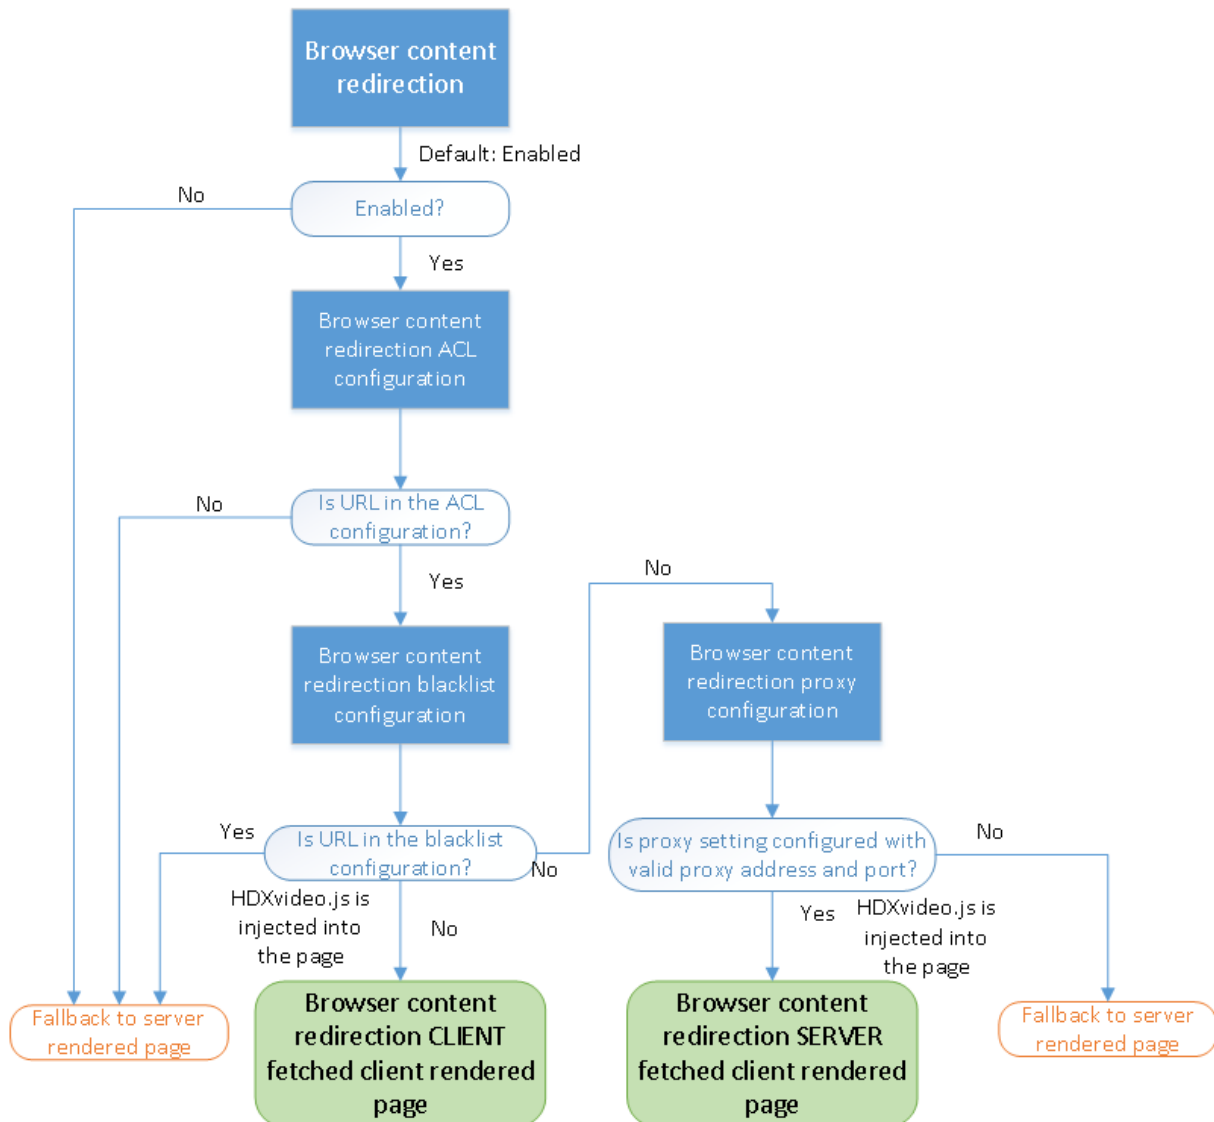 Browser content
redirection
Default: Enabled
No
Enabled?
Yes
Browser content
redirection ACL
configuration
No
Is URL in the ACL
configuration?
Yes
No
Browser content
redirection blacklist
configuration
Browser content
redirection proxy
configuration
Yes
Is URL in the blacklist
configuration?
No
Is proxy setting configured with
valid proxy address and port?
No
HDXvideo.js is
injected into
the page
No
Yes
HDXvideo.js is
injected into
the page
Fallback to server
rendered page
Browser content
redirection CLIENT
fetched client rendered
page
Browser content
redirection SERVER
fetched client rendered
page
Fallback to server
rendered page